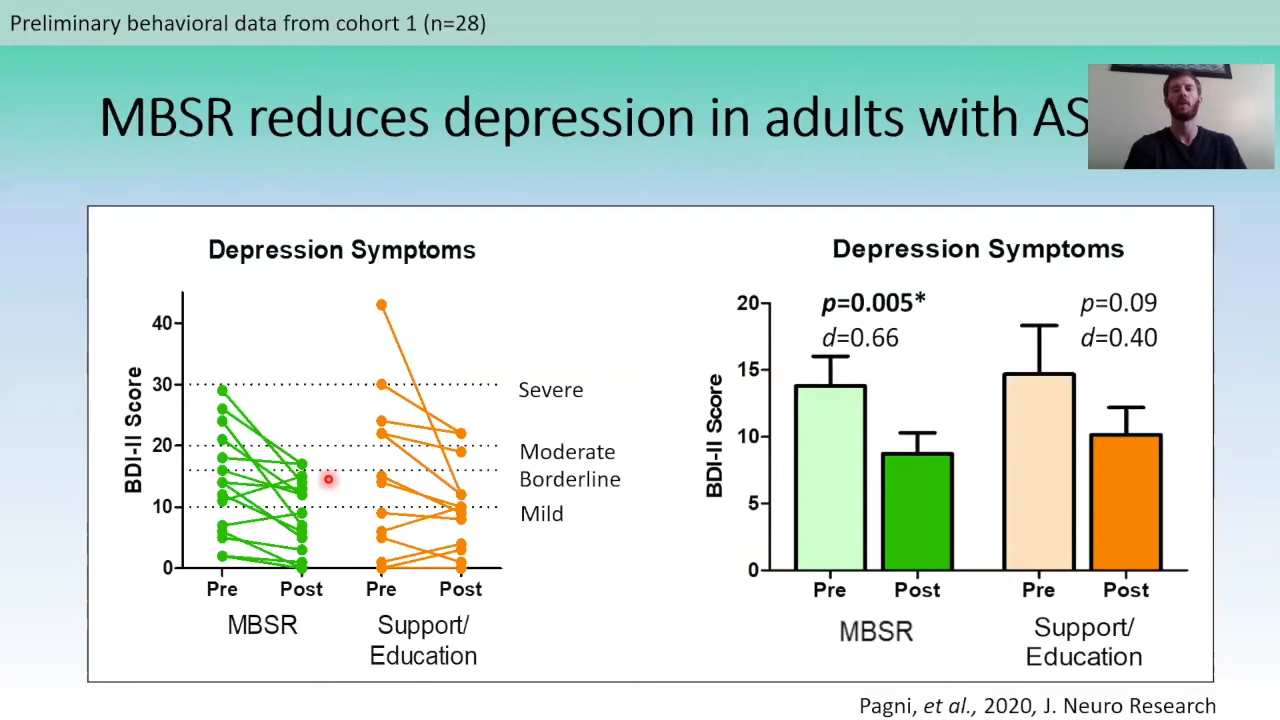 Preliminary behavioral data from cohort 1 (n=28)
MBSR reduces depression in adults with AS
Depression Symptoms
BDI-II Score
40
30
20
10
0
Severe
Moderate
Borderline
Mild
Pre Post Pre Post
MBSR
Support/
Education
Depression Symptoms
BDI-II Score
20
15
10
5
0
p=0.005* p=0.09
d=0.66 d=0.40
Pre Post Pre Post
MBSR
Support/
Education
Pagni, et al., 2020, J. Neuro Research